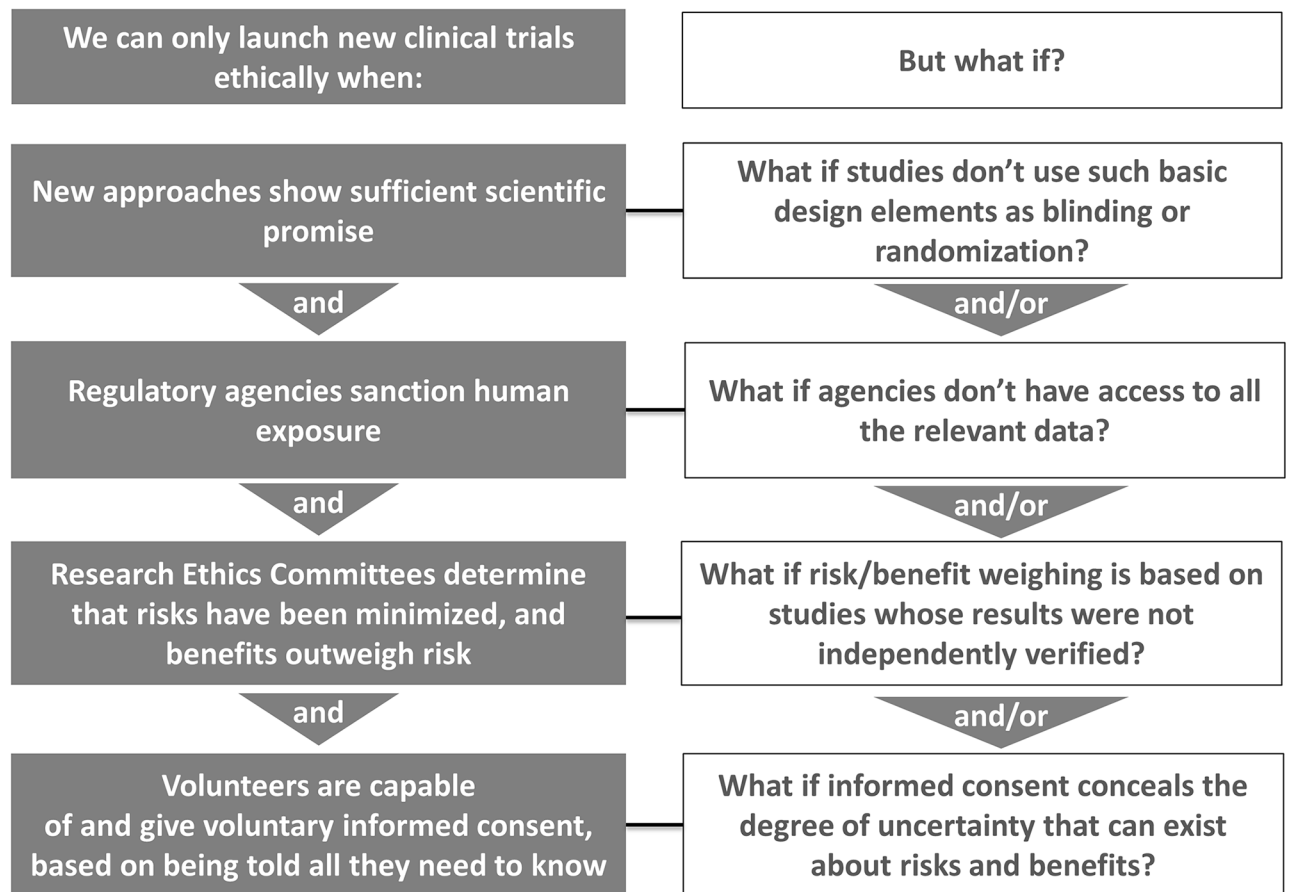 We can only launch new clinical trials
ethically when:
But what if?
New approaches show sufficient scientific
promise
What if studies don’t use such basic
design elements as blinding or
randomization?
and
and/or
Regulatory agencies sanction human
exposure
What if agencies don’t have access to all
the relevant data?
and
and/or
Research Ethics Committees determine
that risks have been minimized, and
benefits outweigh risk
What if risk/benefit weighing is based on
studies whose results were not
independently verified?
and
and/or
Volunteers are capable
of and give voluntary informed consent,
based on being told all they need to know
What if informed consent conceals the
degree of uncertainty that can exist
about risks and benefits?